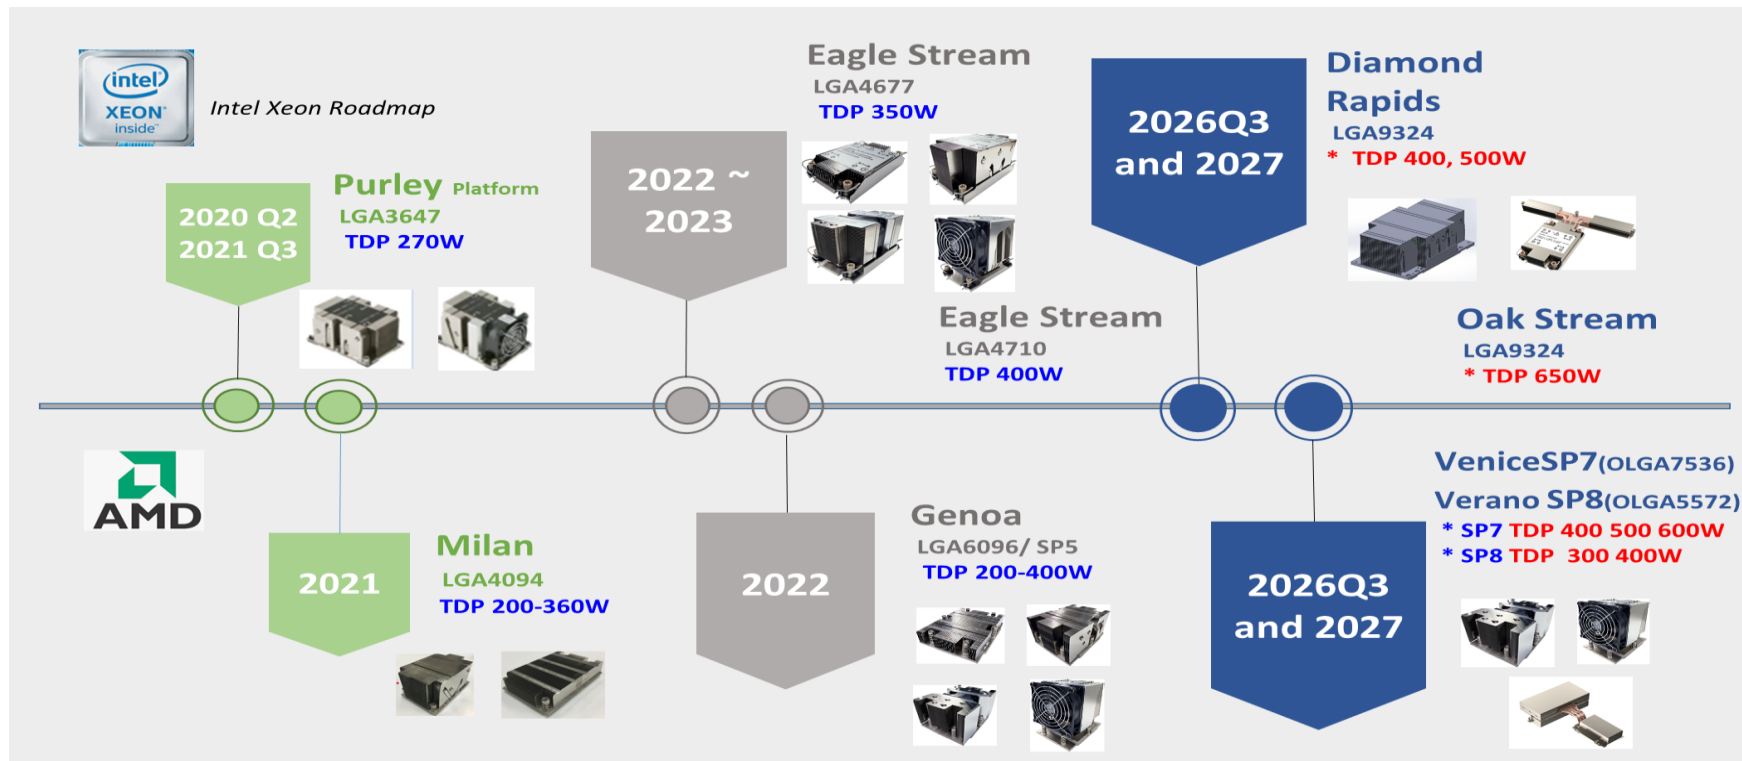 intel
XEON
inside™
Intel Xeon Roadmap
2020 Q2
2021 Q3
Purley Platform
LGA3647
TDP 270W
2022 ~
2023
Eagle Stream
LGA4677
TDP 350W
Eagle Stream
LGA4710
TDP 400W
2026Q3
and 2027
Diamond
Rapids
LGA9324
* TDP 400, 500W
Oak Stream
LGA9324
* TDP 650W
AMD
2021
Milan
LGA4094
TDP 200-360W
2022
Genoa
LGA6096/ SP5
TDP 200-400W
2026Q3
and 2027
VeniceSP7(OLGA7536)
Verano SP8(OLGA5572)
* SP7 TDP 400 500 600W
* SP8 TDP 300 400W